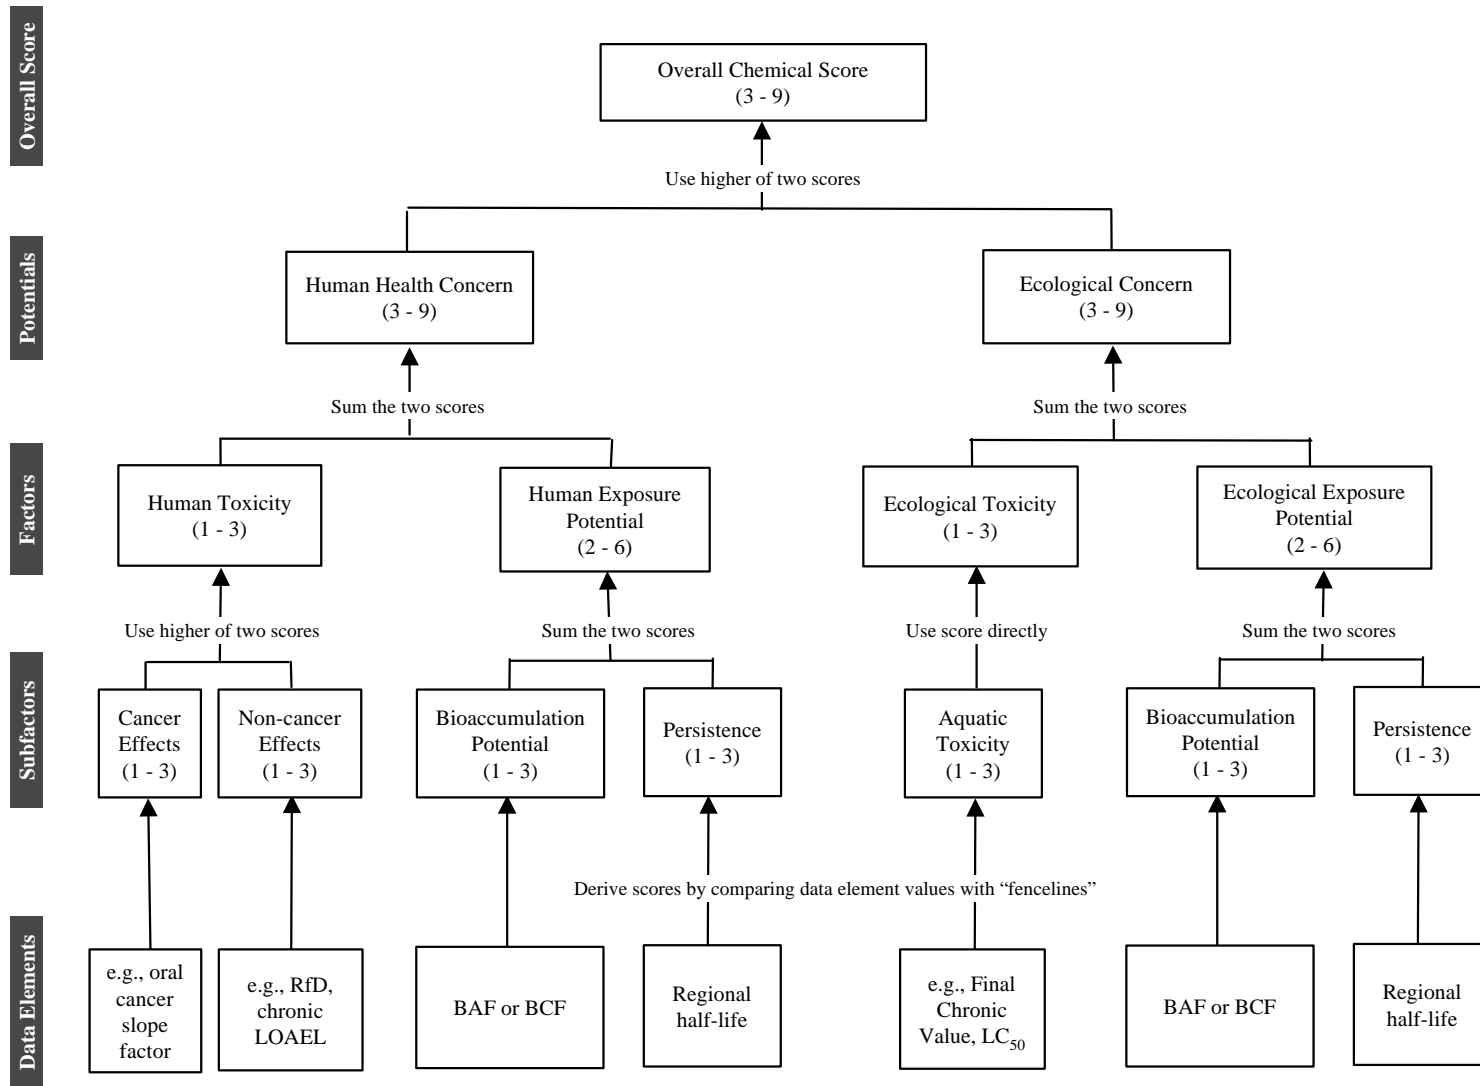 Overall Score
Overall Chemical Score
(3 - 9)
Use higher of two scores
Potentials
Human Health Concern
(3 - 9)
Ecological Concern
(3 - 9)
Sum the two scores
Sum the two scores
Factors
Human Toxicity
(1 - 3)
Human Exposure
Potential
(2 - 6)
Ecological Toxicity
(1 - 3)
Ecological Exposure
Potential
(2 - 6)
Use higher of two scores
Sum the two scores
Use score directly
Sum the two scores
Subfactors
Cancer
Effects
(1 - 3)
Non-cancer
Effects
(1 - 3)
Bioaccumulation
Potential
(1 - 3)
Persistence
(1 - 3)
Aquatic
Toxicity
(1 - 3)
Bioaccumulation
Potential
(1 - 3)
Persistence
(1 - 3)
Derive scores by comparing data element values with “fencelines”
Data Elements
e.g., oral
cancer
slope
factor
e.g., RfD,
chronic
LOAEL
BAF or BCF
Regional
half-life
e.g., Final
Chronic
Value, LC50
BAF or BCF
Regional
half-life